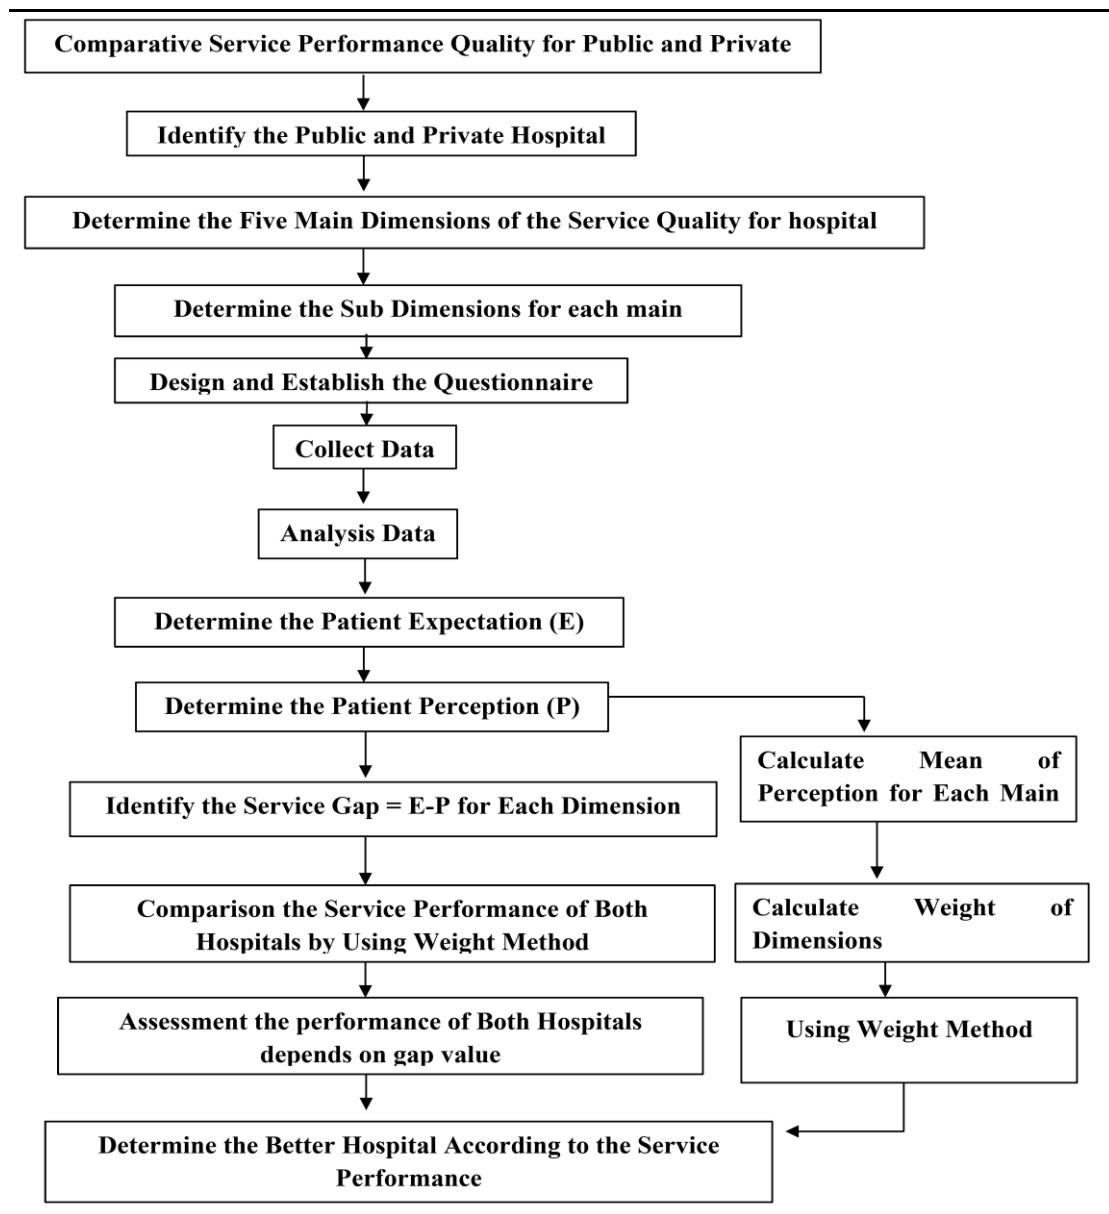 Comparative Service Performance Quality for Public and Private
Identify the Public and Private Hospital
Determine the Five Main Dimensions of the Service Quality for hospital
Determine the Sub Dimensions for each main
Design and Establish the Questionnaire
Collect Data
Analysis Data
Determine the Patient Expectation (E)
Determine the Patient Perception (P)
Calculate Mean of
Perception for Each Main
Identify the Service Gap = E-P for Each Dimension
Comparison the Service Performance of Both
Hospitals by Using Weight Method
Calculate Weight of
Dimensions
Assessment the performance of Both Hospitals
depends on gap value
Using Weight Method
Determine the Better Hospital According to the Service
Performance